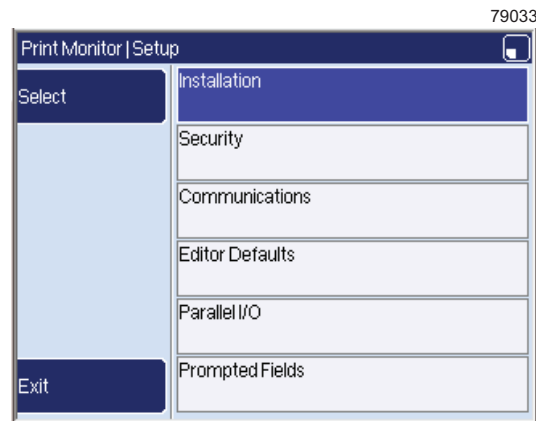 79033
Print Monitor | Setup
Select
Installation
Security
Communications
Editor Defaults
Parallel I/O
Prompted Fields
Exit